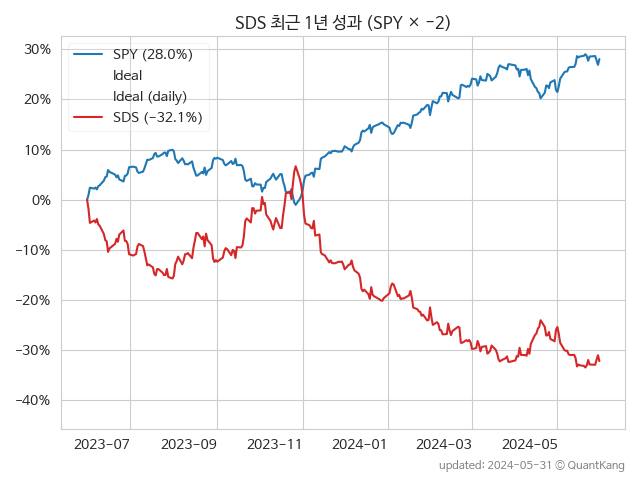 SDS 최근 1년 성과 (SPY × −2)
SPY (28.0%)
Ideal
Ideal (daily)
SDS (−32.1%)
30%
20%
10%
0%
−10%
−20%
−30%
−40%
2023−07
2023−09
2023−11
2024−01
2024−03
2024−05
updated: 2024−05−31 © QuantKang